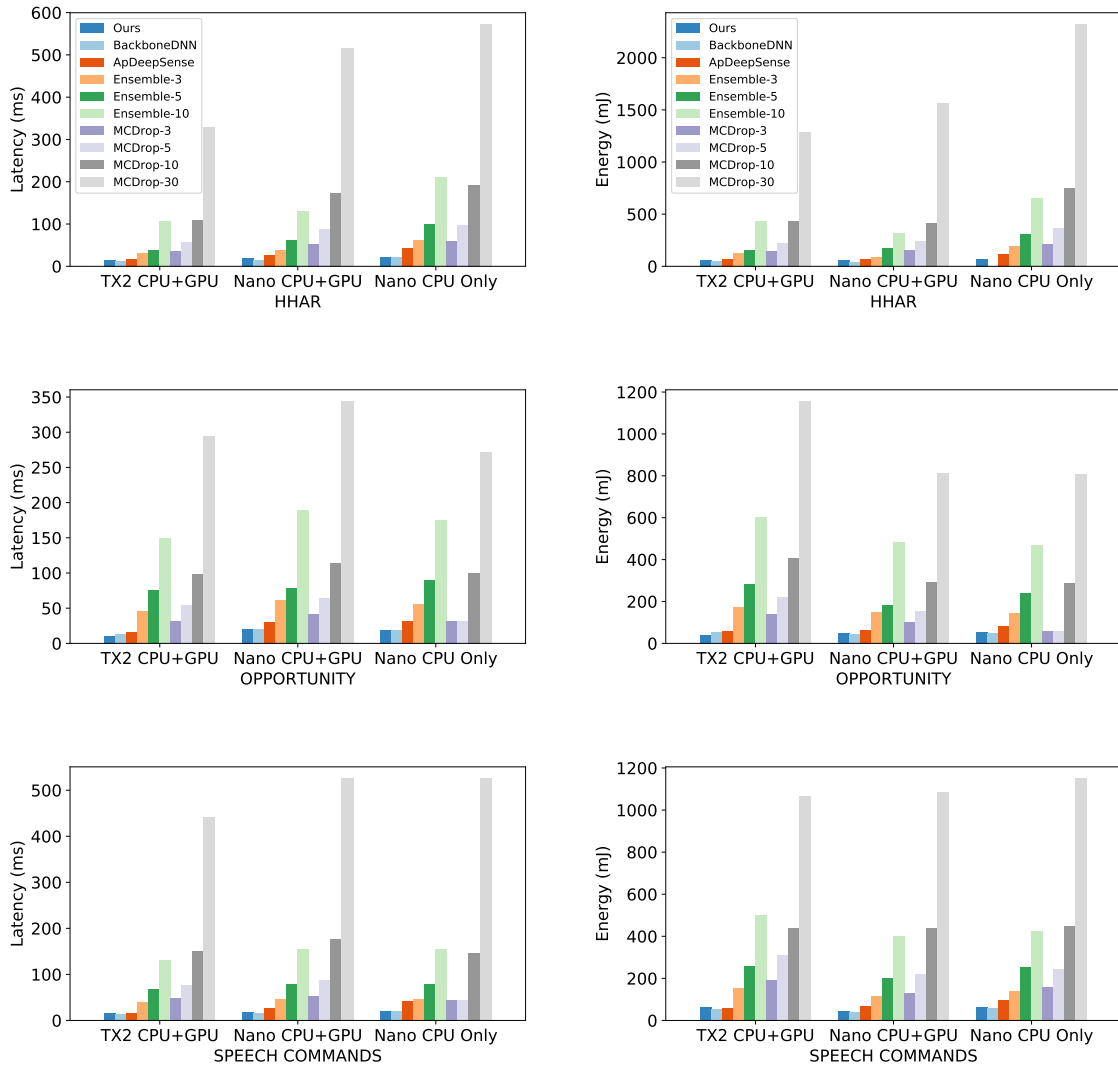 600
500
400
300
200
100
0
Latency (ms)
Ours
BackboneDNN
ApDeepSense
Ensemble-3
Ensemble-5
Ensemble-10
MCDrop-3
MCDrop-5
MCDrop-10
MCDrop-30
TX2 CPU+GPU Nano CPU+GPU Nano CPU Only
HHAR
2000
1500
1000
500
0
Energy (mJ)
Ours
BackboneDNN
ApDeepSense
Ensemble-3
Ensemble-5
Ensemble-10
MCDrop-3
MCDrop-5
MCDrop-10
MCDrop-30
TX2 CPU+GPU Nano CPU+GPU Nano CPU Only
HHAR
350
300
250
200
150
100
50
0
Latency (ms)
TX2 CPU+GPU Nano CPU+GPU Nano CPU Only
OPPORTUNITY
1200
1000
800
600
400
200
0
Energy (mJ)
TX2 CPU+GPU Nano CPU+GPU Nano CPU Only
OPPORTUNITY
500
400
300
200
100
0
Latency (ms)
TX2 CPU+GPU Nano CPU+GPU Nano CPU Only
SPEECH COMMANDS
1200
1000
800
600
400
200
0
Energy (mJ)
TX2 CPU+GPU Nano CPU+GPU Nano CPU Only
SPEECH COMMANDS